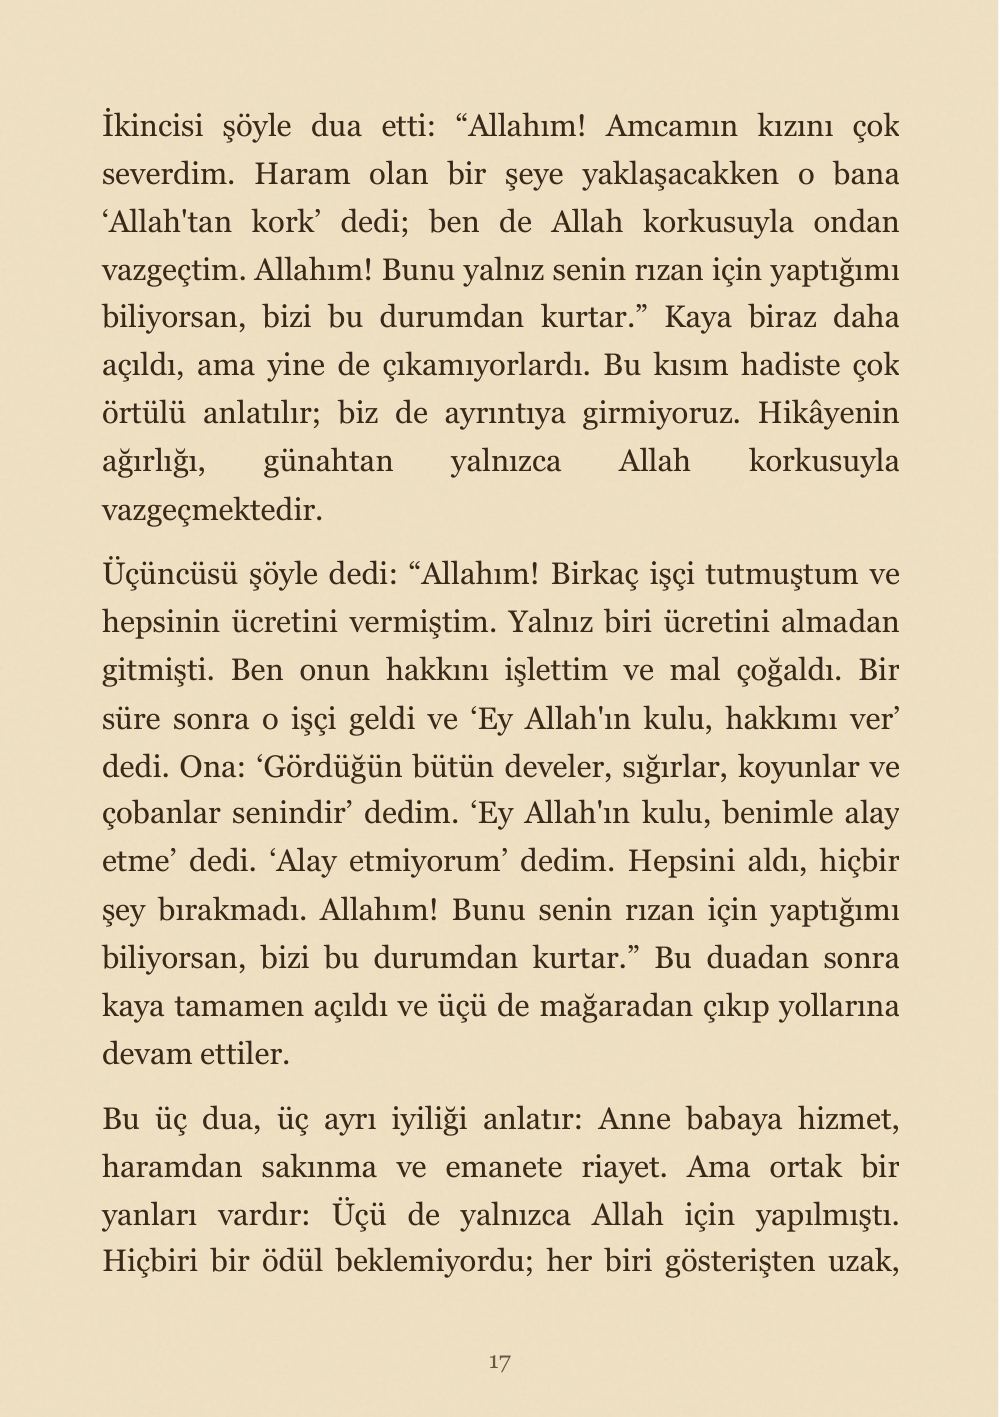 İkincisi şöyle dua etti: “Allahım! Amcamın kızını çok
severdim. Haram olan bir şeye yaklaşacakken o bana
‘Allah'tan kork’ dedi; ben de Allah korkusuyla ondan
vazgeçtim. Allahım! Bunu yalnız senin rızan için yaptığımı
biliyorsan, bizi bu durumdan kurtar.” Kaya biraz daha
açıldı, ama yine de çıkamıyorlardı. Bu kısım hadiste çok
örtülü anlatılır; biz de ayrıntıya girmiyoruz. Hikâyenin
ağırlığı, günahtan yalnızca Allah korkusuyla
vazgeçmektedir.
Üçüncüsü şöyle dedi: “Allahım! Birkaç işçi tutmuştum ve
hepsinin ücretini vermiştim. Yalnız biri ücretini almadan
gitmişti. Ben onun hakkını işlettim ve mal çoğaldı. Bir
süre sonra o işçi geldi ve ‘Ey Allah'ın kulu, hakkımı ver’
dedi. Ona: ‘Gördüğün bütün develer, sığırlar, koyunlar ve
çobanlar senindir’ dedim. ‘Ey Allah'ın kulu, benimle alay
etme’ dedi. ‘Alay etmiyorum’ dedim. Hepsini aldı, hiçbir
şey bırakmadı. Allahım! Bunu senin rızan için yaptığımı
biliyorsan, bizi bu durumdan kurtar.” Bu duadan sonra
kaya tamamen açıldı ve üçü de mağaradan çıkıp yollarına
devam ettiler.
Bu üç dua, üç ayrı iyiliği anlatır: Anne babaya hizmet,
haramdan sakınma ve emanete riayet. Ama ortak bir
yanları vardır: Üçü de yalnızca Allah için yapılmıştı.
Hiçbiri bir ödül beklemiyordu; her biri gösterişten uzak,
17